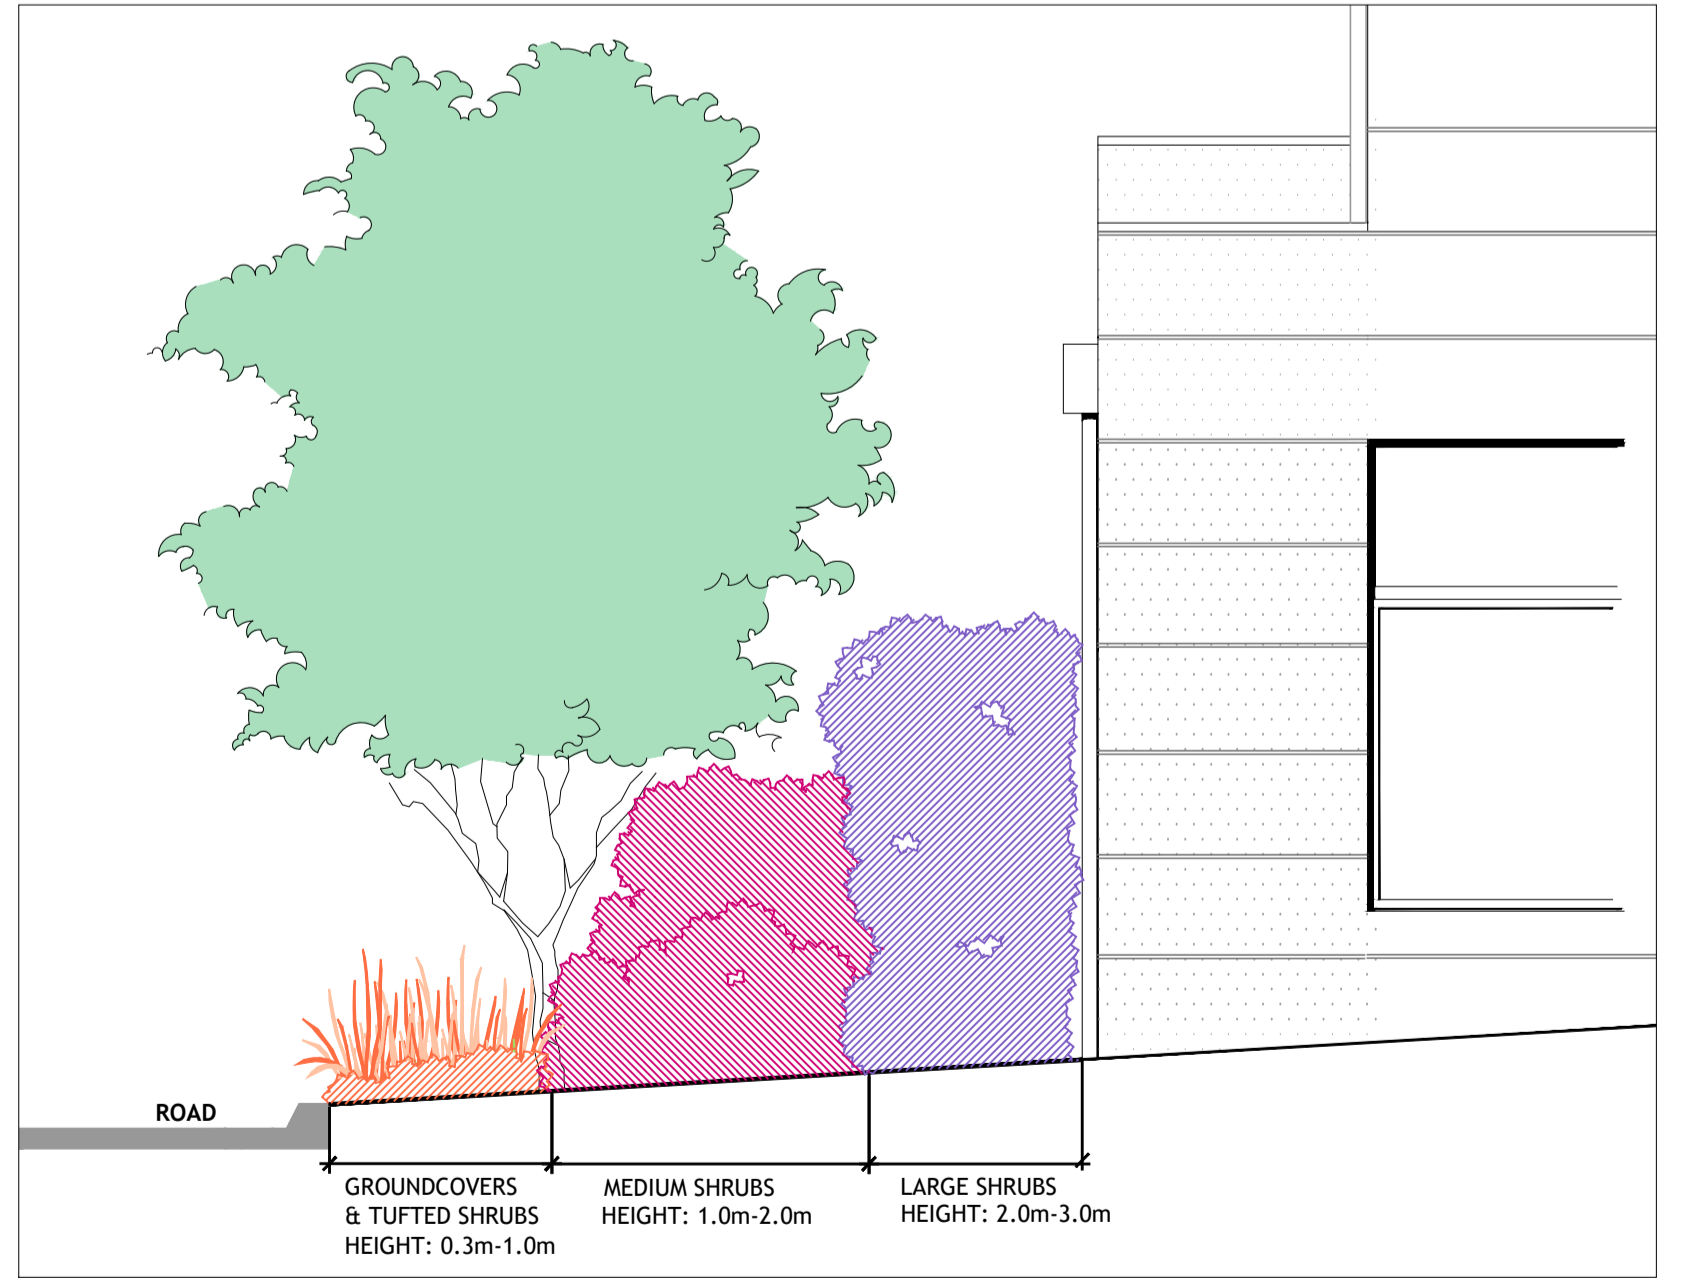 ROAD
GROUNDCOVERS
& TUFTED SHRUBS
HEIGHT: 0.3m-1.0m
MEDIUM SHRUBS
HEIGHT: 1.0m-2.0m
LARGE SHRUBS
HEIGHT: 2.0m-3.0m